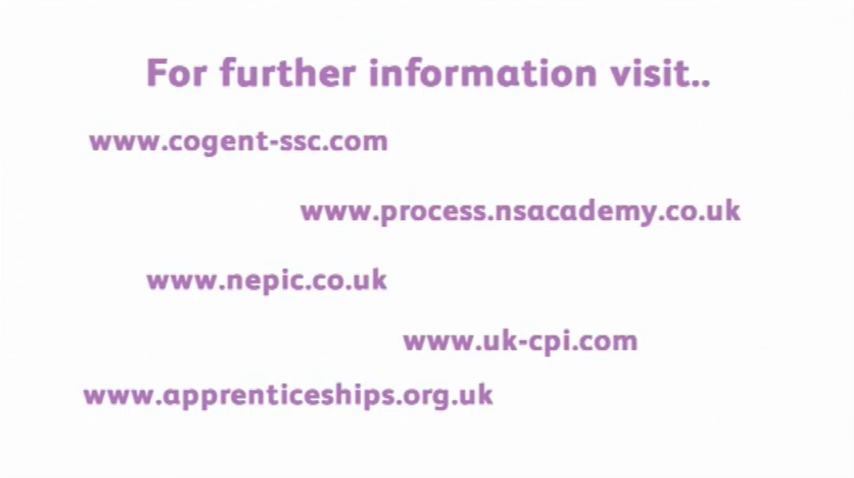 For further information visit..
www.cogent-ssc.com
www.process.nsacademy.co.uk
www.nepic.co.uk
www.uk-cpi.com
www.apprenticeships.org.uk